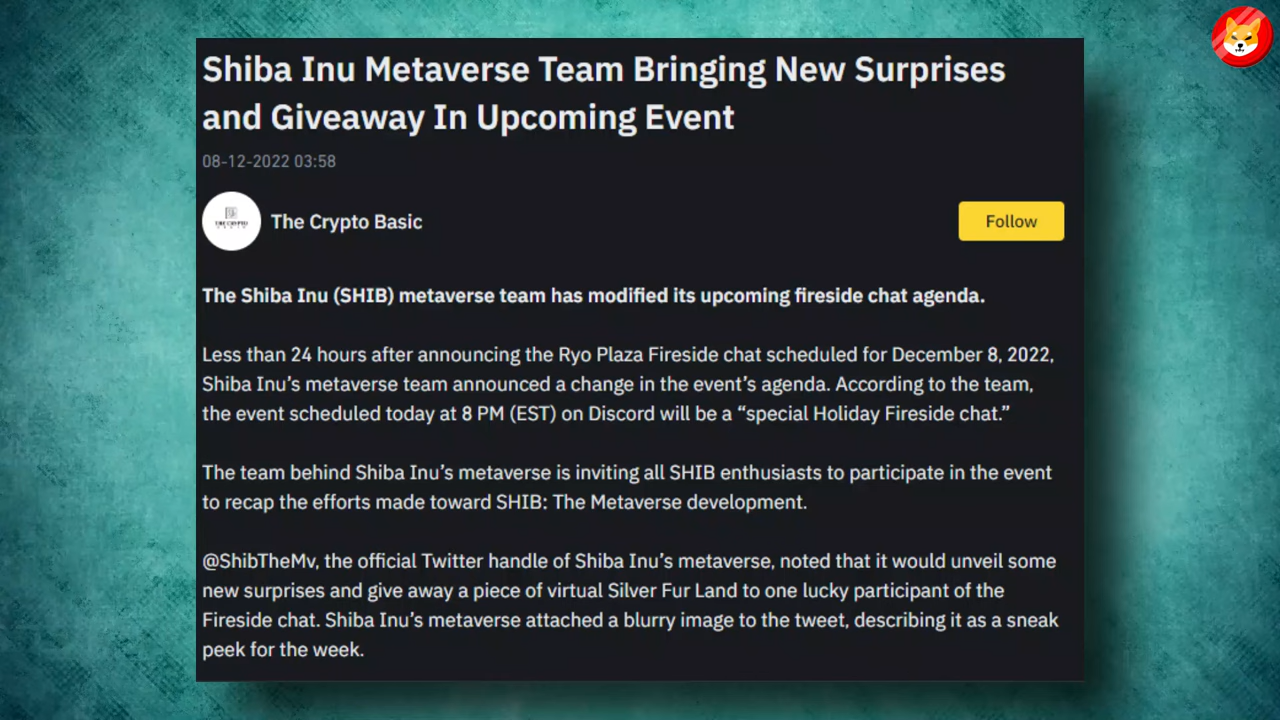 Shiba Inu Metaverse Team Bringing New Surprises
and Giveaway In Upcoming Event
08-12-2022 03:58
The Crypto Basic
Follow
The Shiba Inu (SHIB) metaverse team has modified its upcoming fireside chat agenda.
Less than 24 hours after announcing the Ryo Plaza Fireside chat scheduled for December 8, 2022,
Shiba Inu’s metaverse team announced a change in the event’s agenda. According to the team,
the event scheduled today at 8 PM (EST) on Discord will be a “special Holiday Fireside chat.”
The team behind Shiba Inu’s metaverse is inviting all SHIB enthusiasts to participate in the event
to recap the efforts made toward SHIB: The Metaverse development.
@ShibTheMv, the official Twitter handle of Shiba Inu’s metaverse, noted that it would unveil some
new surprises and give away a piece of virtual Silver Fur Land to one lucky participant of the
Fireside chat. Shiba Inu’s metaverse attached a blurry image to the tweet, describing it as a sneak
peek for the week.